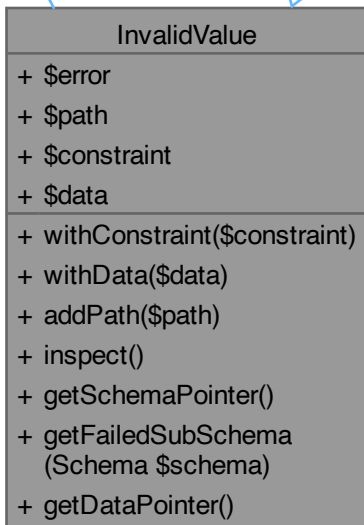 InvalidValue
+ $error
+ $path
+ $constraint
+ $data
+ withConstraint($constraint)
+ withData($data)
+ addPath($path)
+ inspect()
+ getSchemaPointer()
+ getFailedSubSchema
(Schema $schema)
+ getDataPointer()